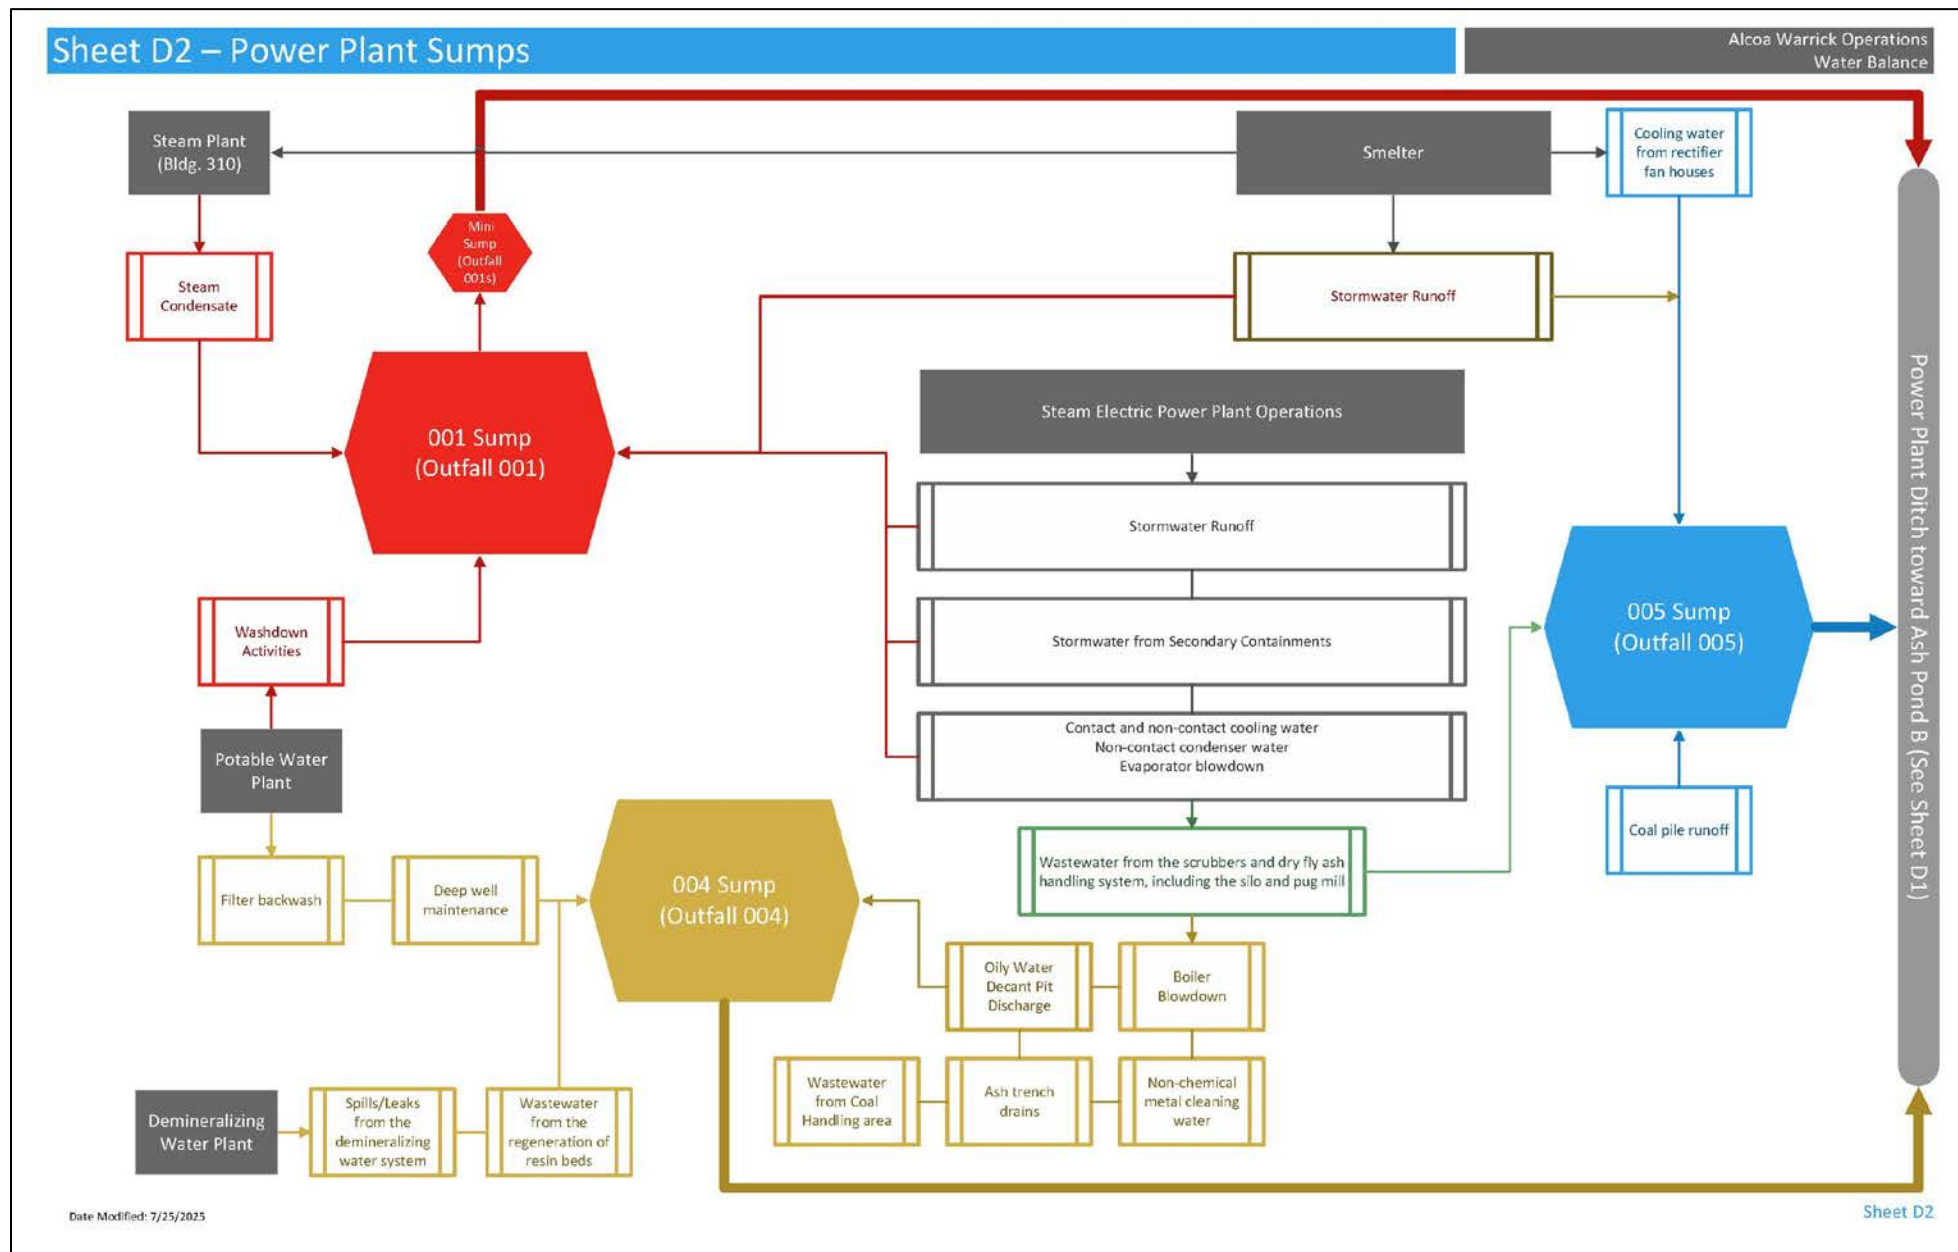 Sheet D2 – Power Plant Sumps
Alcoa Warrick Operations
Water Balance
Steam Plant
(Bldg. 310)
Smelter
Cooling water
from rectifier
fan houses
Mini
Sump
(Outfall
001s)
Steam
Condensate
Stormwater Runoff
001 Sump
(Outfall 001)
Steam Electric Power Plant Operations
Stormwater Runoff
Stormwater from Secondary Containments
Contact and non-contact cooling water
Non-contact condenser water
Evaporator blowdown
Washdown
Activities
005 Sump
(Outfall 005)
Power Plant Ditch toward Ash Pond B (See Sheet D1)
Potable Water
Plant
Coal pile runoff
Wastewater from the scrubbers and dry fly ash
handling system, including the silo and pug mill
Filter backwash
Deep well
maintenance
004 Sump
(Outfall 004)
Oily Water
Decant Pit
Discharge
Boiler
Blowdown
Wastewater
from Coal
Handling area
Ash trench
drains
Non-chemical
metal cleaning
water
Demineralizing
Water Plant
Spills/Leaks
from the
demineralizing
water system
Wastewater
from the
regeneration of
resin beds
Date Modified: 7/25/2025
Sheet D2